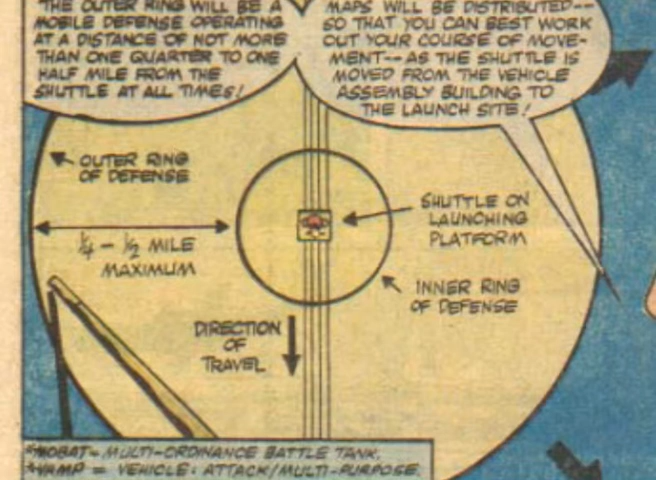 THE OUTER RING WILL BE A
MOBILE DEFENSE OPERATING
AT A DISTANCE OF NOT MORE
THAN ONE QUARTER TO ONE
HALF MILE FROM THE
SHUTTLE AT ALL TIMES!
MAPS WILL BE DISTRIBUTED--
SO THAT YOU CAN BEST WORK
OUT YOUR COURSE OF MOVE-
MENT--AS THE SHUTTLE IS
MOVED FROM THE VEHICLE
ASSEMBLY BUILDING TO
THE LAUNCH SITE!
OUTER RING
OF DEFENSE
1/4 - 1/2 MILE
MAXIMUM
SHUTTLE ON
LAUNCHING
PLATFORM
INNER RING
OF DEFENSE
DIRECTION
OF
TRAVEL
*MOBAT= MULTI-ORDINANCE BATTLE TANK.
*VAMP = VEHICLE: ATTACK/MULTI-PURPOSE.